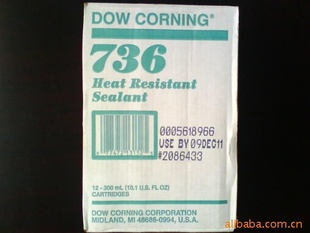 DOW CORNING®
736
Heat Resistant
Sealant
0005618966
USE BY 09DEC11
#2086433
12 - 300 mL (10.1 U.S. FL OZ)
CARTRIDGES
DOW CORNING CORPORATION
MIDLAND, MI 48686-0994, U.S.A.
alibaba.com.cn